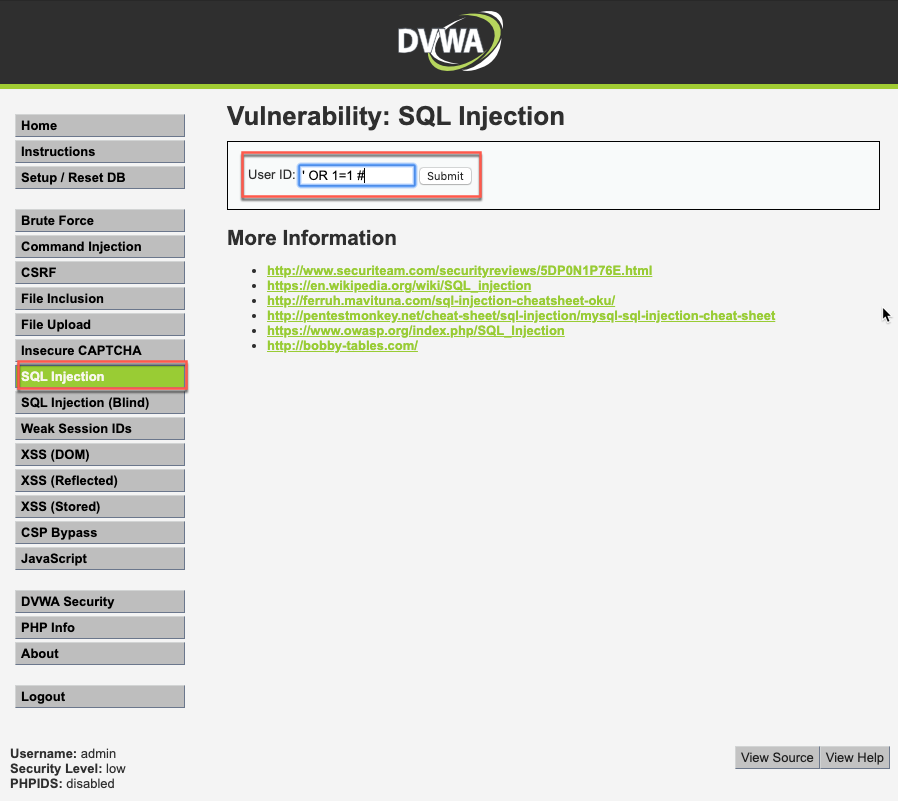 DVWA
Vulnerability: SQL Injection
Home
Instructions
Setup / Reset DB
Brute Force
Command Injection
CSRF
File Inclusion
File Upload
Insecure CAPTCHA
SQL Injection
SQL Injection (Blind)
Weak Session IDs
XSS (DOM)
XSS (Reflected)
XSS (Stored)
CSP Bypass
JavaScript
DVWA Security
PHP Info
About
Logout
User ID: ' OR 1=1 # Submit
More Information
http://www.securiteam.com/securityreviews/5DP0N1P76E.html
https://en.wikipedia.org/wiki/SQL_injection
http://ferruh.mavituna.com/sql-injection-cheatsheet-oku/
http://pentestmonkey.net/cheat-sheet/sql-injection/mysql-sql-injection-cheat-sheet
https://www.owasp.org/index.php/SQL_Injection
http://bobby-tables.com/
Username: admin
Security Level: low
PHPIDS: disabled
View Source View Help